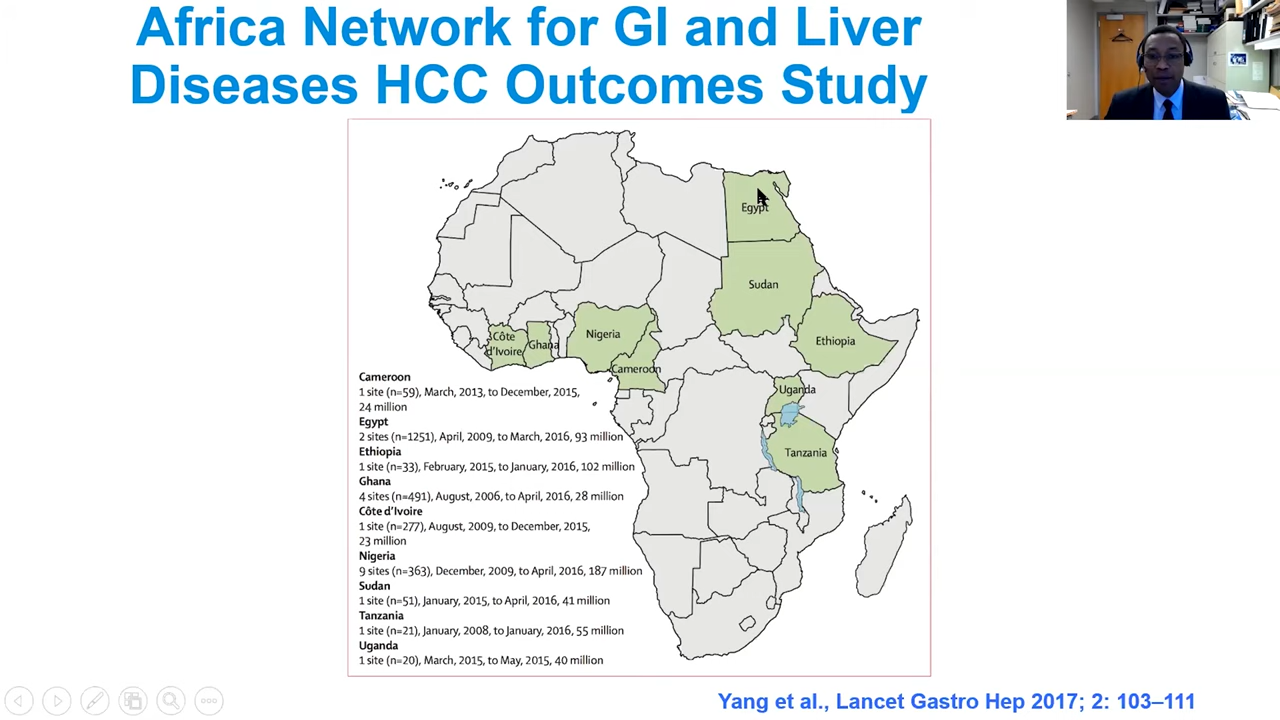 Africa Network for GI and Liver
Diseases HCC Outcomes Study
Egypt
Sudan
Ethiopia
Nigeria
Côte
d'Ivoire
Ghana
Cameroon
Uganda
Tanzania
Cameroon
1 site (n=59), March, 2013, to December, 2015,
24 million
Egypt
2 sites (n=1251), April, 2009, to March, 2016, 93 million
Ethiopia
1 site (n=33), February, 2015, to January, 2016, 102 million
Ghana
4 sites (n=491), August, 2006, to April, 2016, 28 million
Côte d'Ivoire
1 site (n=277), August, 2009, to December, 2015,
23 million
Nigeria
9 sites (n=363), December, 2009, to April, 2016, 187 million
Sudan
1 site (n=51), January, 2015, to April, 2016, 41 million
Tanzania
1 site (n=21), January, 2008, to January, 2016, 55 million
Uganda
1 site (n=20), March, 2015, to May, 2015, 40 million
Yang et al., Lancet Gastro Hep 2017; 2: 103–111